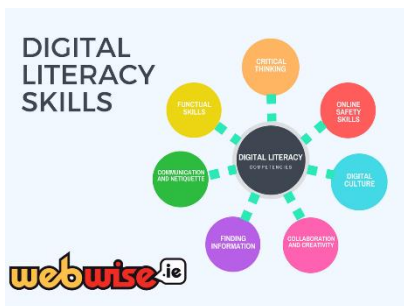 DIGITAL
LITERACY
SKILLS
CRITICAL
THINKING
ONLINE
SAFETY
SKILLS
DIGITAL
CULTURE
COLLABORATION
AND CREATIVITY
FINDING
INFORMATION
COMMUNICATION
AND NETIQUETTE
FUNCTUAL
SKILLS
DIGITAL LITERACY
COMPETENCIES
webwise.ie